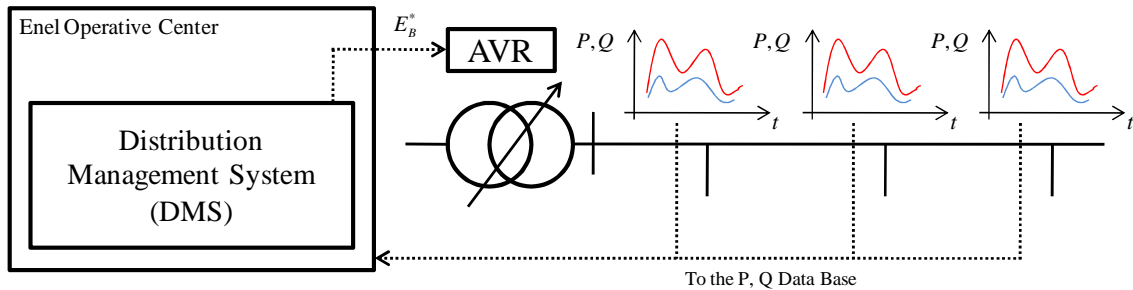 Enel Operative Center
E*B
AVR
P, Q
P, Q
P, Q
t
t
t
Distribution
Management System
(DMS)
To the P, Q Data Base